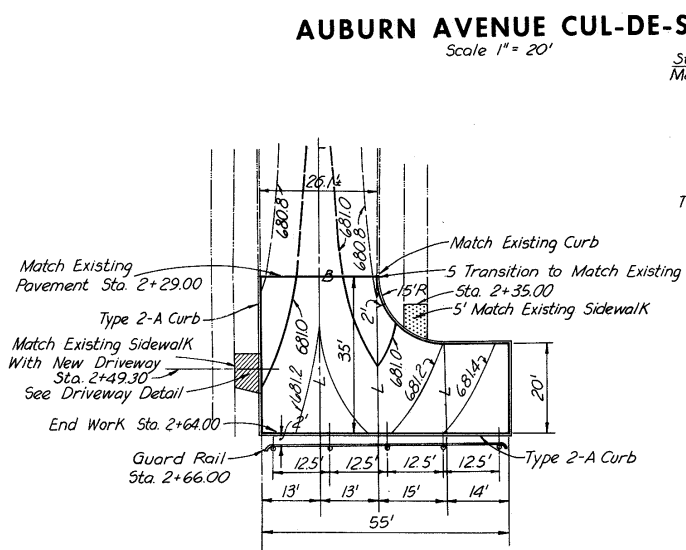 AUBURN AVENUE CUL-DE-S
Scale 1" = 20'
26.1±
680.8
681.0
680.8
Match Existing Curb
Match Existing
Pavement Sta. 2+29.00
B
5 Transition to Match Existing
15'R
Sta. 2+35.00
5' Match Existing Sidewalk
Type 2-A Curb
2'
681.0
35'
681.0
Match Existing Sidewalk
With New Driveway
Sta. 2+49.30
See Driveway Detail
681.2
L
L
681.2
L
681.4
20'
End Work Sta. 2+64.00
2'
Guard Rail
Sta. 2+66.00
Type 2-A Curb
12.5' 12.5' 12.5' 12.5'
13' 13' 15' 14'
55'